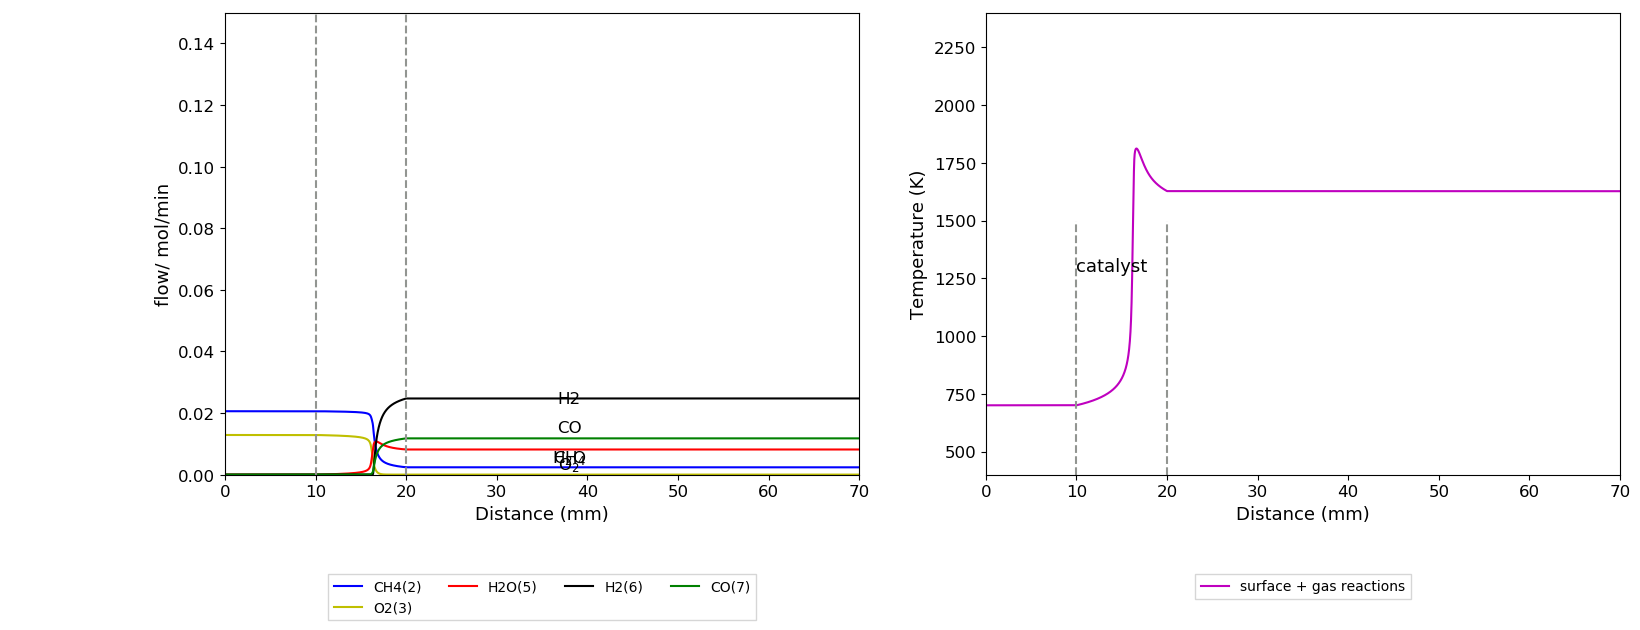 0.14
0.12
0.10
0.08
0.06
0.04
0.02
0.00
flow/ mol/min
H2
CO
O2
0 10 20 30 40 50 60 70
Distance (mm)
CH4(2) H2O(5) H2(6) CO(7)
O2(3)
2250
2000
1750
1500
1250
1000
750
500
Temperature (K)
catalyst
0 10 20 30 40 50 60 70
Distance (mm)
surface + gas reactions